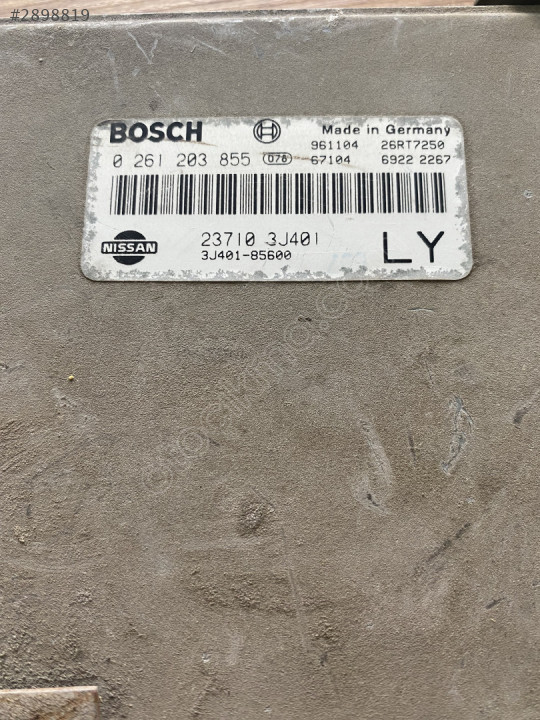 #2898819
BOSCH Made in Germany
961104 26RT7250
0 261 203 855 078 67104 6922 2267
NISSAN 23710 3J401 LY
3J401-85600